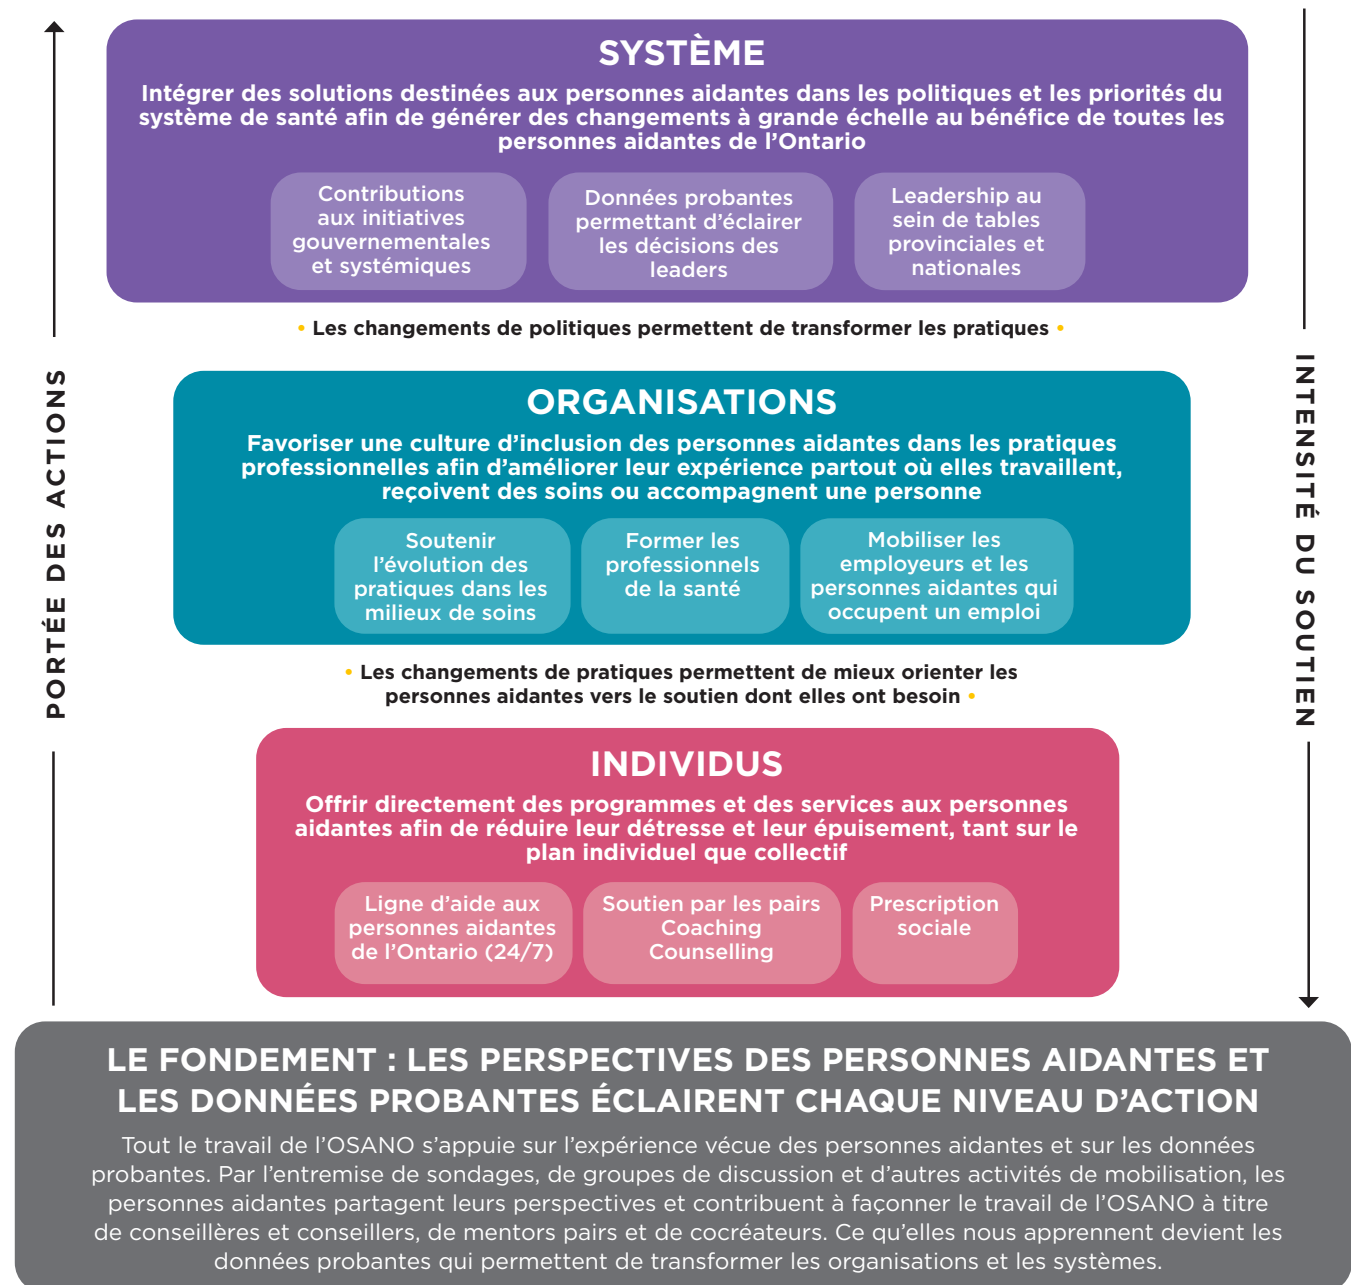 SYSTÈME
Intégrer des solutions destinées aux personnes aidantes dans les politiques et les priorités du
système de santé afin de générer des changements à grande échelle au bénéfice de toutes les
personnes aidantes de l'Ontario
Contributions
aux initiatives
gouvernementales
et systémiques
Données probantes
permettant d'éclairer
les décisions des
leaders
Leadership au
sein de tables
provinciales et
nationales
• Les changements de politiques permettent de transformer les pratiques •
PORTÉE DES ACTIONS
INTENSITÉ DU SOUTIEN
ORGANISATIONS
Favoriser une culture d'inclusion des personnes aidantes dans les pratiques
professionnelles afin d'améliorer leur expérience partout où elles travaillent,
reçoivent des soins ou accompagnent une personne
Soutenir
l'évolution des
pratiques dans les
milieux de soins
Former les
professionnels
de la santé
Mobiliser les
employeurs et les
personnes aidantes qui
occupent un emploi
• Les changements de pratiques permettent de mieux orienter les
personnes aidantes vers le soutien dont elles ont besoin •
INDIVIDUS
Offrir directement des programmes et des services aux personnes
aidantes afin de réduire leur détresse et leur épuisement, tant sur le
plan individuel que collectif
Ligne d'aide aux
personnes aidantes
de l'Ontario (24/7)
Soutien par les pairs
Coaching
Counselling
Prescription
sociale
LE FONDEMENT : LES PERSPECTIVES DES PERSONNES AIDANTES ET
LES DONNÉES PROBANTES ÉCLAIRENT CHAQUE NIVEAU D'ACTION
Tout le travail de l'OSANO s'appuie sur l'expérience vécue des personnes aidantes et sur les données
probantes. Par l'entremise de sondages, de groupes de discussion et d'autres activités de mobilisation, les
personnes aidantes partagent leurs perspectives et contribuent à façonner le travail de l'OSANO à titre
de conseillères et conseillers, de mentors pairs et de cocréateurs. Ce qu'elles nous apprennent devient les
données probantes qui permettent de transformer les organisations et les systèmes.